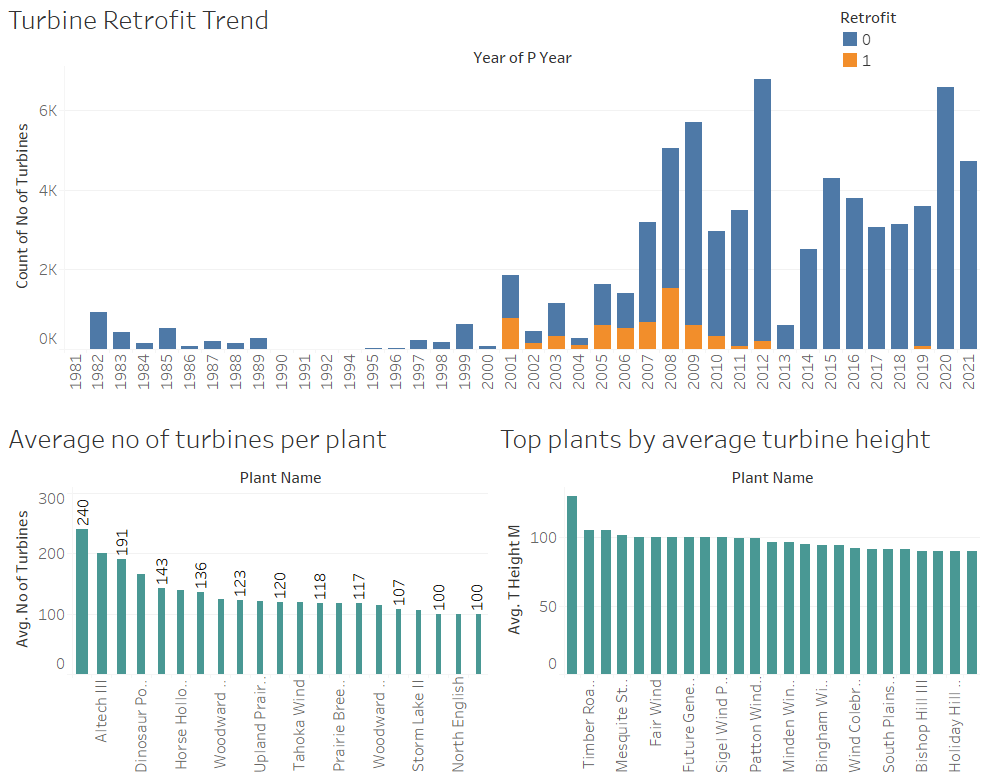 Turbine Retrofit Trend
Retrofit
0
1
Year of P Year
Count of No of Turbines
6K
4K
2K
0K
1981
1982
1983
1984
1985
1986
1987
1988
1989
1990
1991
1992
1994
1995
1996
1997
1998
1999
2000
2001
2002
2003
2004
2005
2006
2007
2008
2009
2010
2011
2012
2013
2014
2015
2016
2017
2018
2019
2020
2021
Average no of turbines per plant
Plant Name
Avg. No of Turbines
300
200
100
0
240
191
143
136
123
120
118
117
107
100
100
Altech III
Dinosaur Po..
Horse Hollo..
Woodward ..
Upland Prair..
Tahoka Wind
Prairie Bree..
Woodward ..
Storm Lake II
North English
Top plants by average turbine height
Plant Name
Avg. T Height M
100
50
0
Timber Roa..
Mesquite St..
Fair Wind
Future Gene..
Sigel Wind P..
Patton Wind..
Minden Win..
Bingham Wi..
Wind Colebr..
South Plains..
Bishop Hill III
Holiday Hill ..